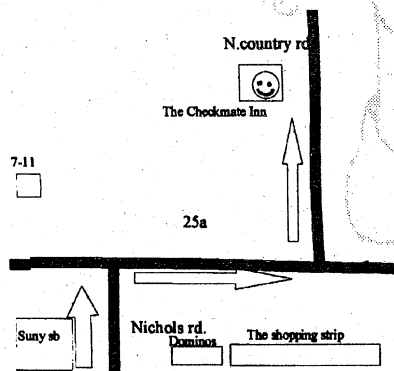 N.country rd
The Checkmate Inn
7-11
25a
Nichols rd.
Suny sb
Dominos
The shopping strip